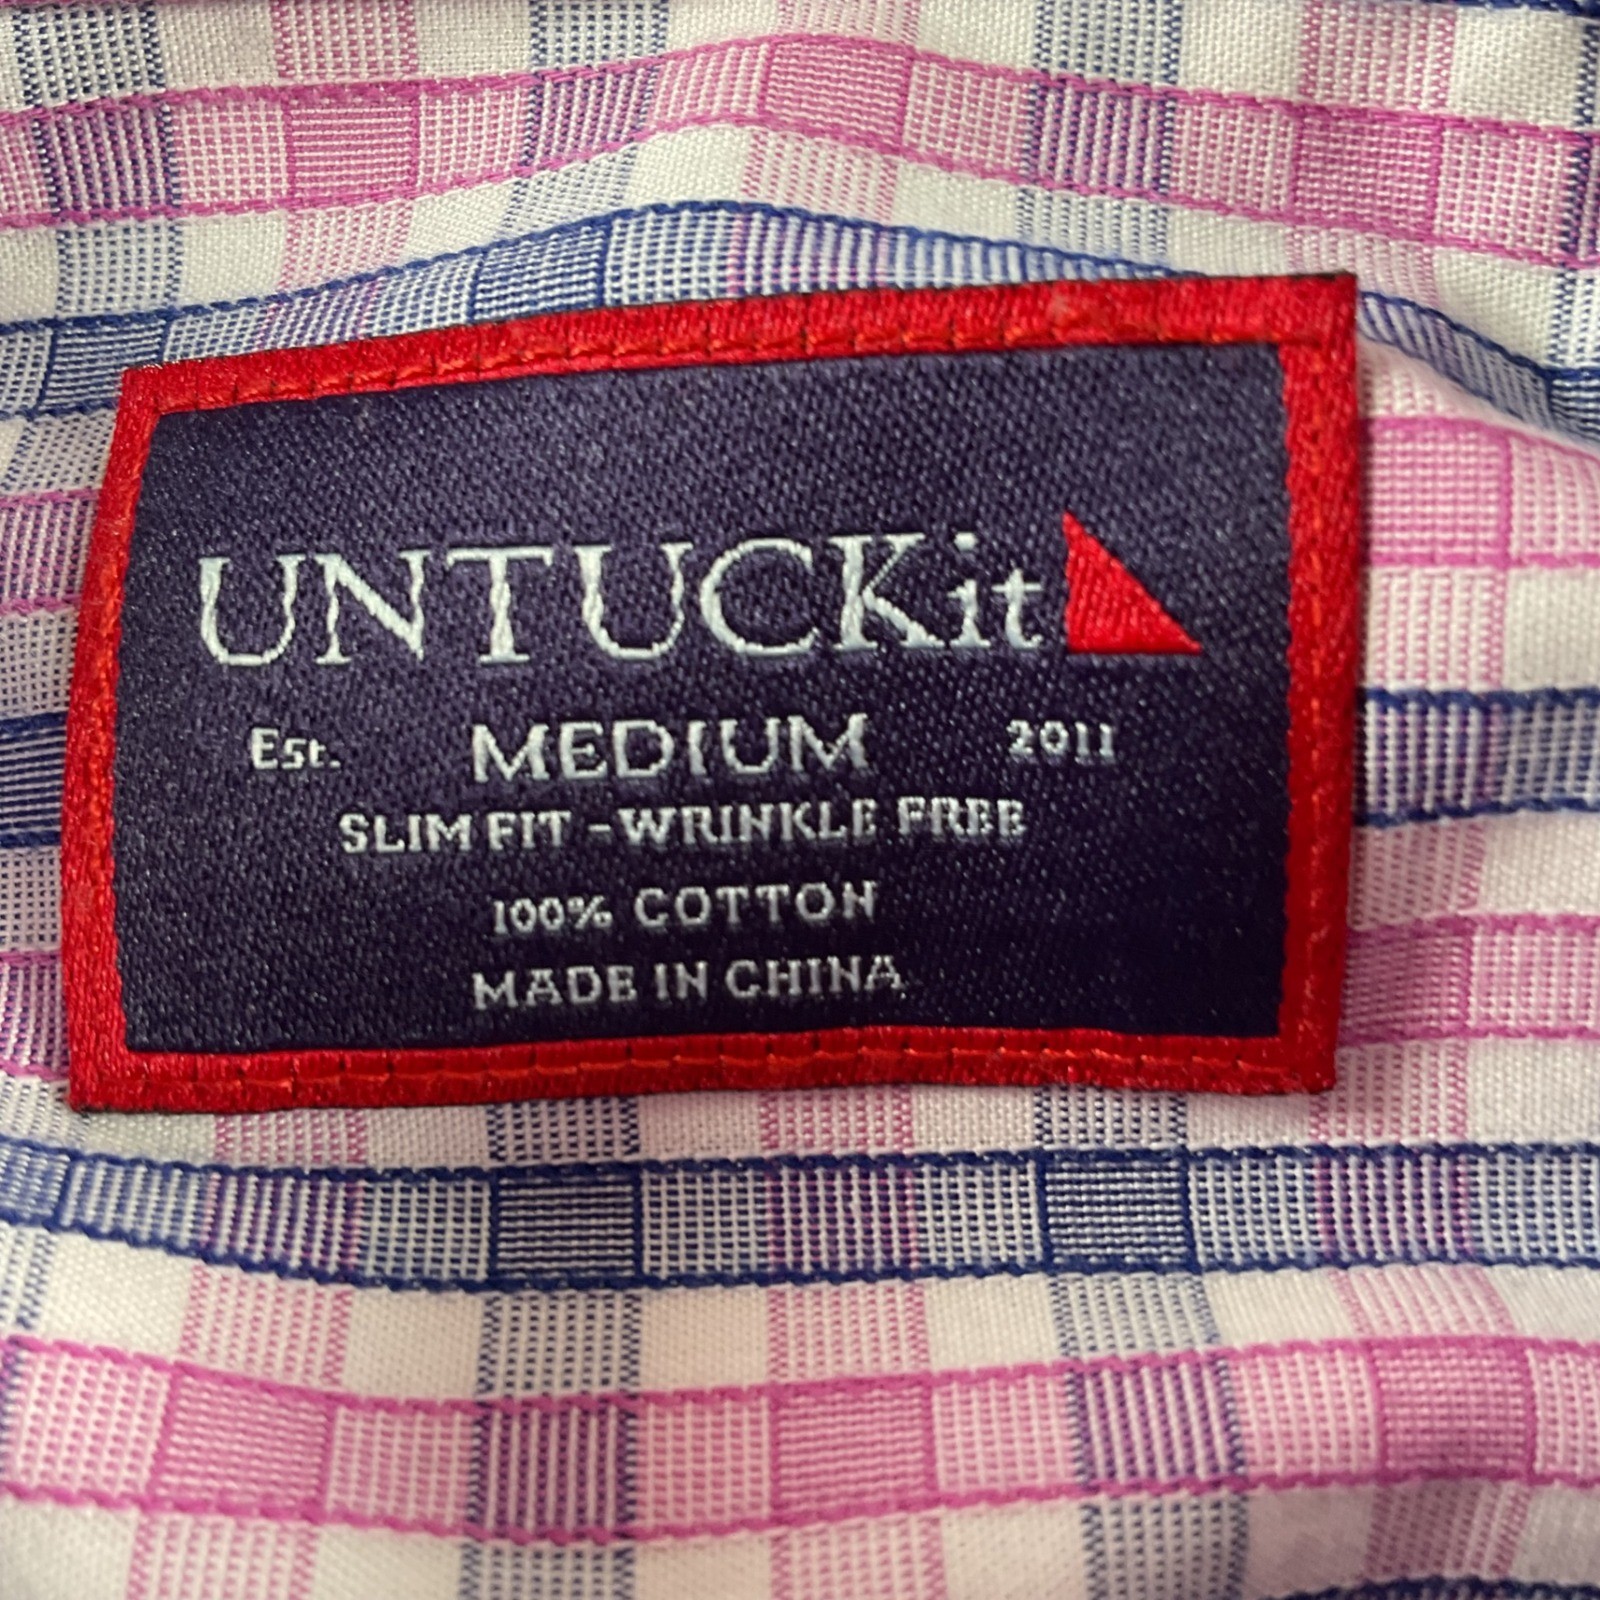 UNTUCKit
Est. MEDIUM 2011
SLIM FIT - WRINKLE FREE
100% COTTON
MADE IN CHINA